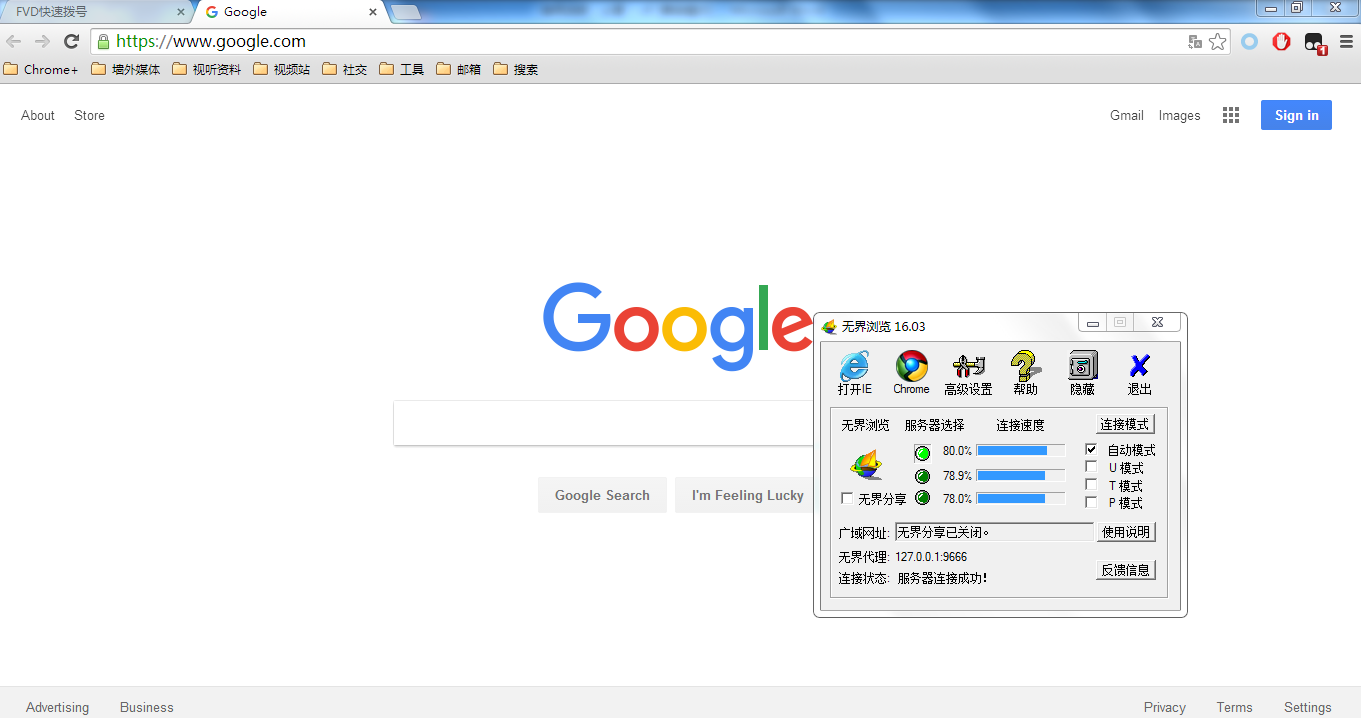 FVD快速拨号
Google
https://www.google.com
Chrome+ 墙外媒体 视听资料 视频站 社交 工具 邮箱 搜索
1
About Store Gmail Images Sign in
Google
Google Search I'm Feeling Lucky
无界浏览 16.03
打开IE Chrome 高级设置 帮助 隐藏 退出
无界浏览 服务器选择 连接速度 连接模式
80.0% 自动模式
U 模式
78.9%
T 模式
无界分享 78.0% P 模式
广域网址: 无界分享已关闭。 使用说明
无界代理: 127.0.0.1:9666
连接状态: 服务器连接成功! 反馈信息
Advertising Business Privacy Terms Settings